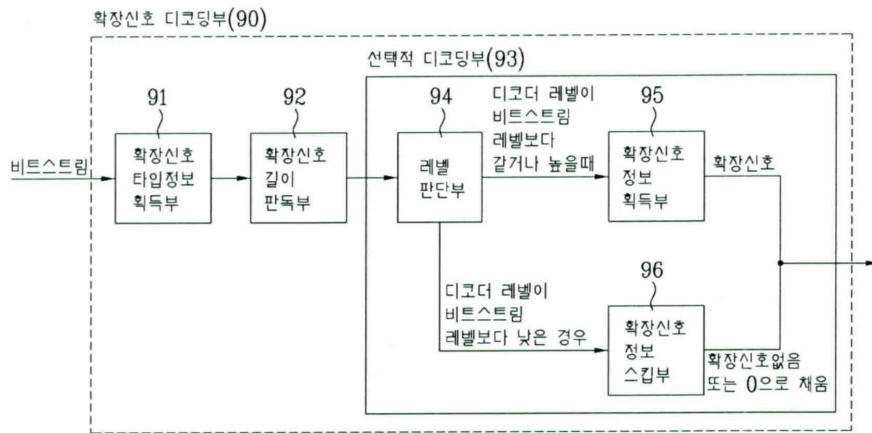 확장신호 디코딩부(90)
선택적 디코딩부(93)
91
92
94
디코더 레벨이
비트스트림
레벨보다
같거나 높을때
95
비트스트림
확장신호
타입정보
획득부
확장신호
길이
판독부
레벨
판단부
확장신호
정보
획득부
확장신호
디코더 레벨이
비트스트림
레벨보다 낮은 경우
96
확장신호
정보
스킵부
확장신호없음
또는 0으로 채움